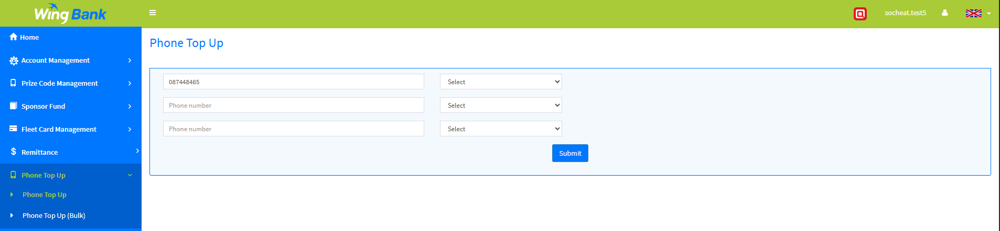 Wing Bank
socheat.test5
Home
Account Management
Prize Code Management
Sponsor Fund
Fleet Card Management
Remittance
Phone Top Up
Phone Top Up
Phone Top Up (Bulk)
Phone Top Up
087448465 Select
Phone number Select
Phone number Select
Submit